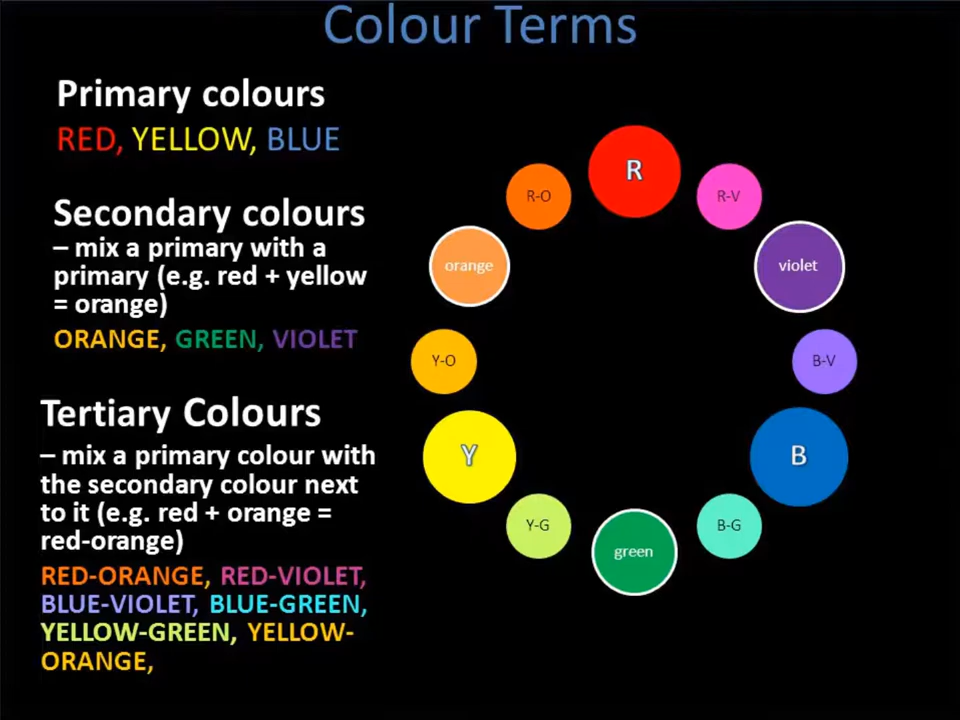 Colour Terms
Primary colours
RED, YELLOW, BLUE
Secondary colours
– mix a primary with a
primary (e.g. red + yellow
= orange)
ORANGE, GREEN, VIOLET
Tertiary Colours
– mix a primary colour with
the secondary colour next
to it (e.g. red + orange =
red-orange)
RED-ORANGE, RED-VIOLET,
BLUE-VIOLET, BLUE-GREEN,
YELLOW-GREEN, YELLOW-
ORANGE,
R
R-O
R-V
orange
violet
Y-O
B-V
Y
B
Y-G
B-G
green